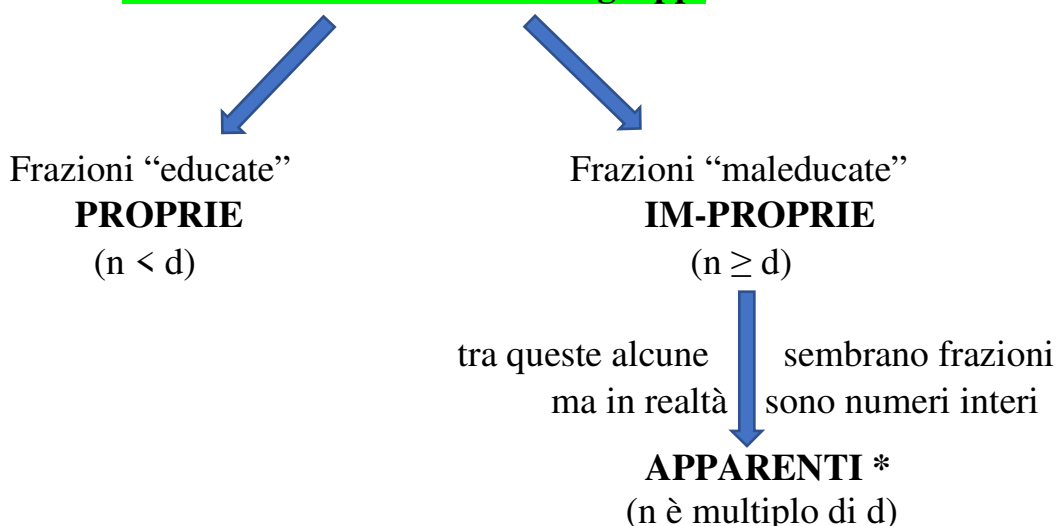 Frazioni “educate”
PROPRIE
(n < d)
Frazioni “maleducate”
IM-PROPRIE
(n ≥ d)
tra queste alcune sembrano frazioni
ma in realtà sono numeri interi
APPARENTI *
(n è multiplo di d)